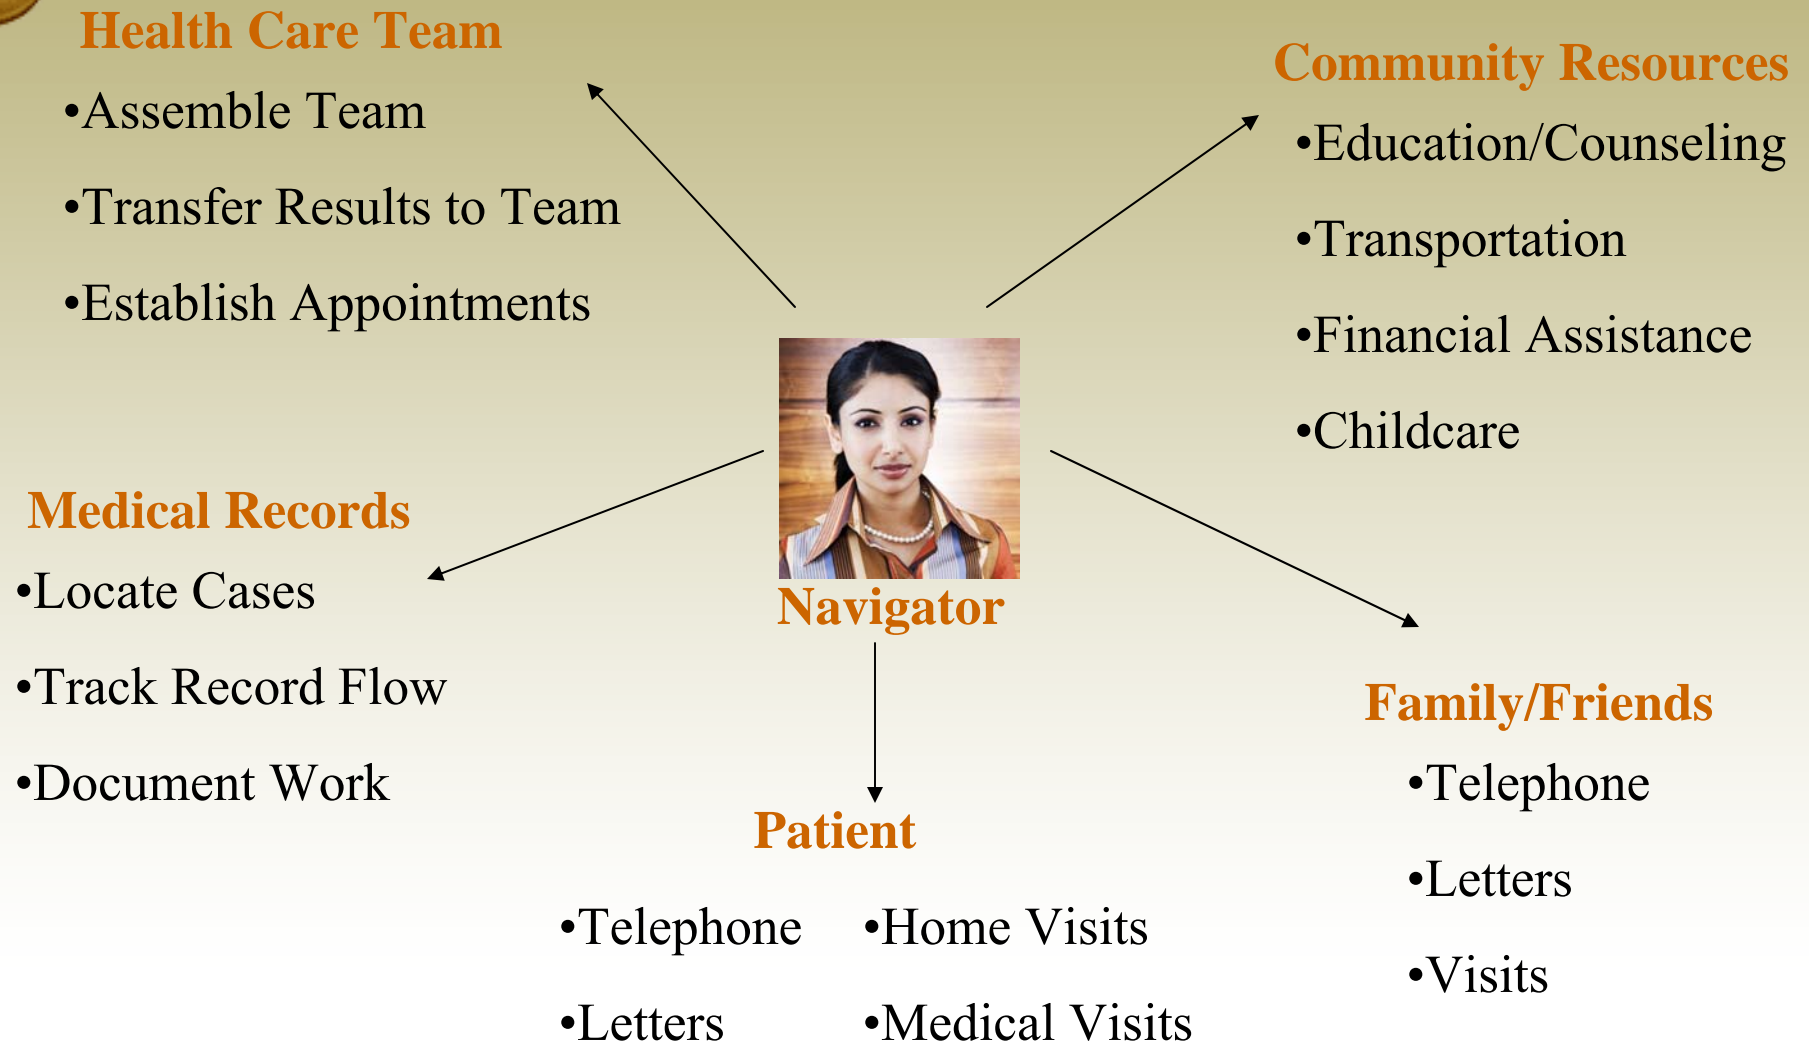 Health Care Team
•Assemble Team
•Transfer Results to Team
•Establish Appointments
Community Resources
•Education/Counseling
•Transportation
•Financial Assistance
•Childcare
Medical Records
•Locate Cases
•Track Record Flow
•Document Work
Navigator
Patient
•Telephone
•Letters
•Home Visits
•Medical Visits
Family/Friends
•Telephone
•Letters
•Visits